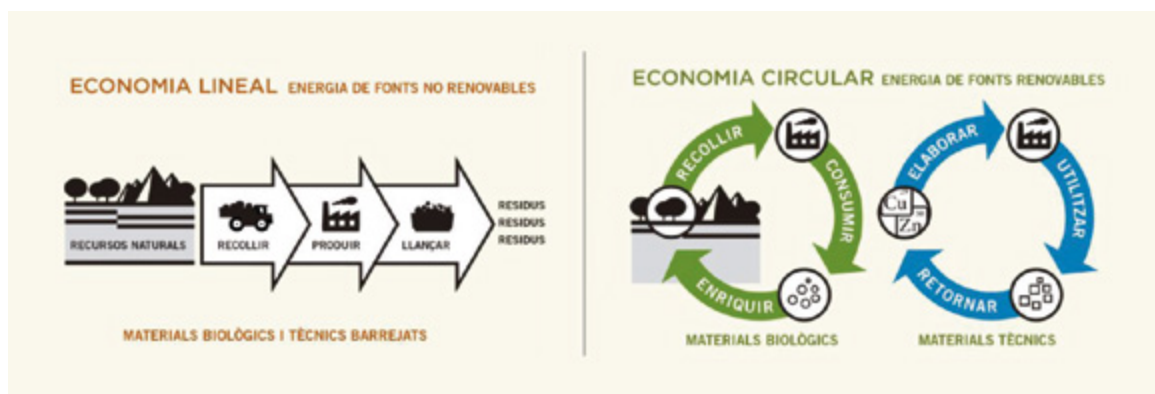 ECONOMIA LINEAL ENERGIA DE FONTS NO RENOVABLES
RECURSOS NATURALS
RECOLLIR
PRODUIR
LLANÇAR
RESIDUS
RESIDUS
RESIDUS
MATERIALS BIOLÒGICS I TÈCNICS BARREJATS
ECONOMIA CIRCULAR ENERGIA DE FONTS RENOVABLES
RECOLLIR
CONSUMIR
ENRIQUIR
MATERIALS BIOLÒGICS
ELABORAR
UTILITZAR
RETORNAR
Cu
Zn
MATERIALS TÈCNICS